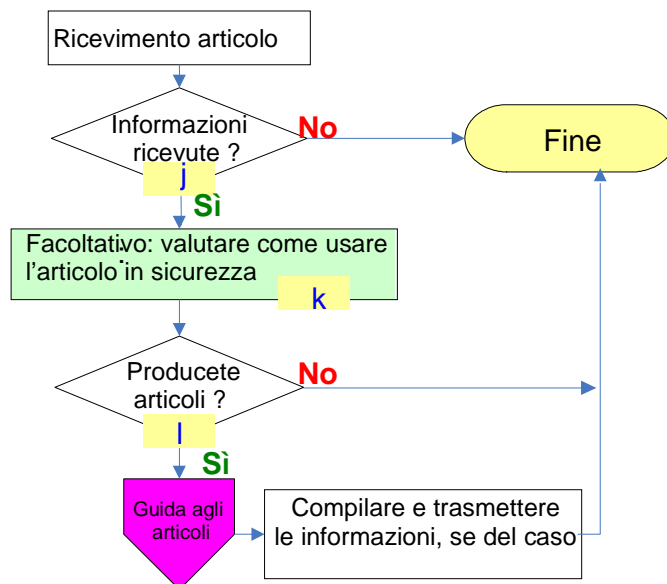 Ricevimento articolo
Informazioni
ricevute ?
No
Fine
j
Sì
Facoltativo: valutare come usare
l'articolo in sicurezza
k
Producete
articoli ?
No
l
Sì
Guida agli
articoli
Compilare e trasmettere
le informazioni, se del caso